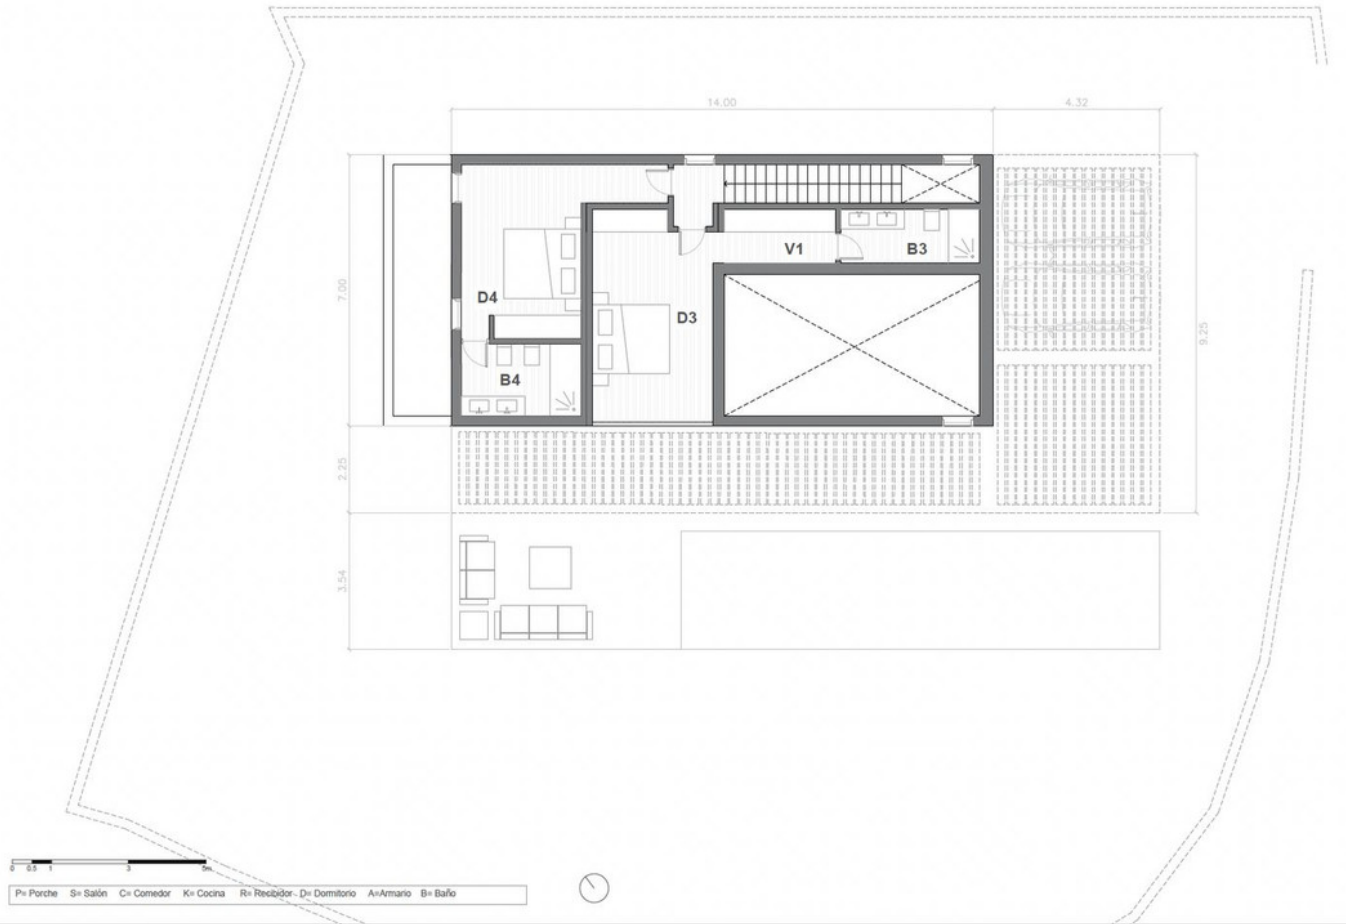 14.00
4.32
7.00
V1
B3
D4
D3
9.25
B4
2.25
3.54
0 0.5 1 3 5m
P= Porche S= Salón C= Comedor K= Cocina R= Recibidor D= Dormitorio A=Armario B= Baño